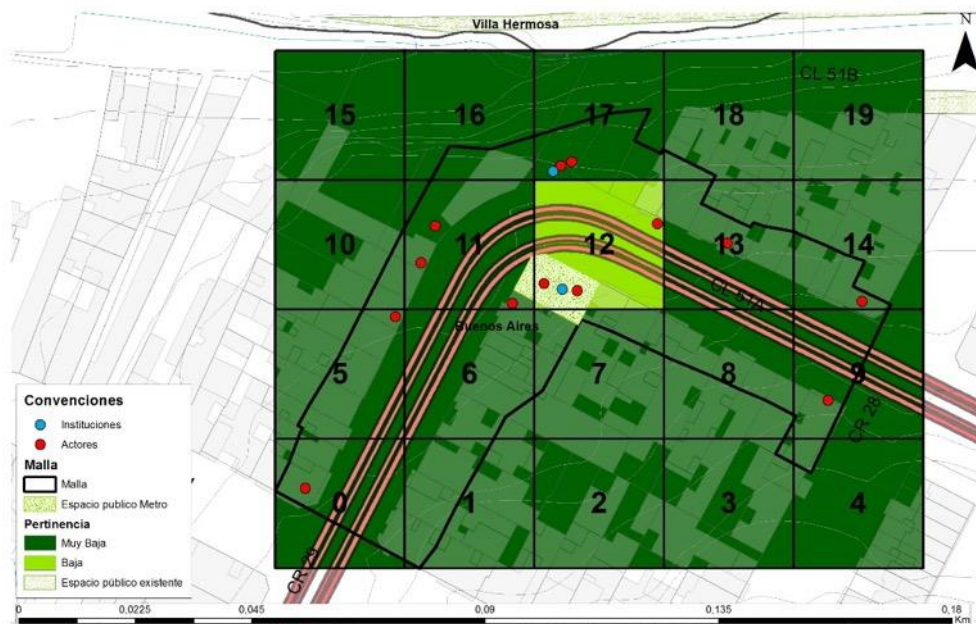 Villa Hermosa
N
CL 51B
15 16 17 18 19
10 11 12 13 14
CL 51A
Buenos Aires
5 6 7 8 9
CR 28
0 1 2 3 4
CR 29
Convenciones
Instituciones
Actores
Malla
Malla
Espacio publico Metro
Pertinencia
Muy Baja
Baja
Espacio público existente
0 0,0225 0,045 0,09 0,135 0,18
Km